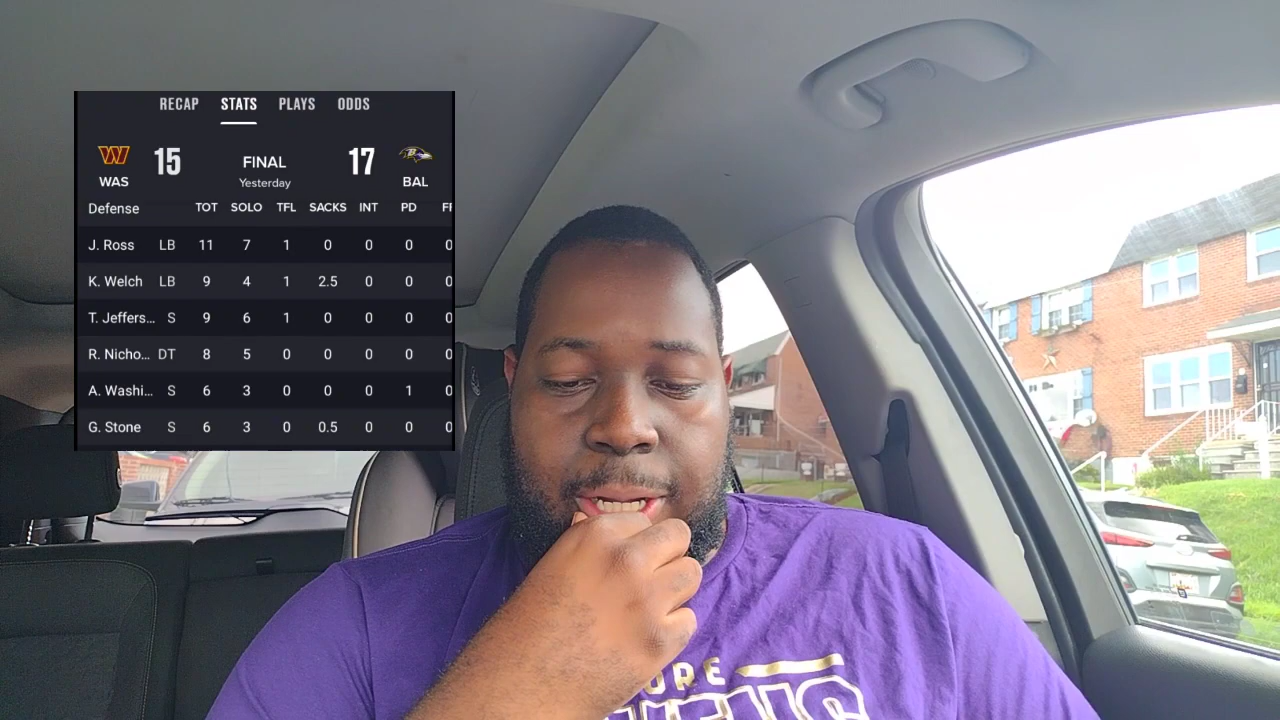 RECAP STATS PLAYS ODDS
15 FINAL 17
WAS Yesterday BAL
Defense TOT SOLO TFL SACKS INT PD
J. Ross LB 11 7 1 0 0 0 0
K. Welch LB 9 4 1 2.5 0 0 0
T. Jeffers... S 9 6 1 0 0 0 0
R. Nicho... DT 8 5 0 0 0 0 0
A. Washi... S 6 3 0 0 0 1 0
G. Stone S 6 3 0 0.5 0 0 0
ORE